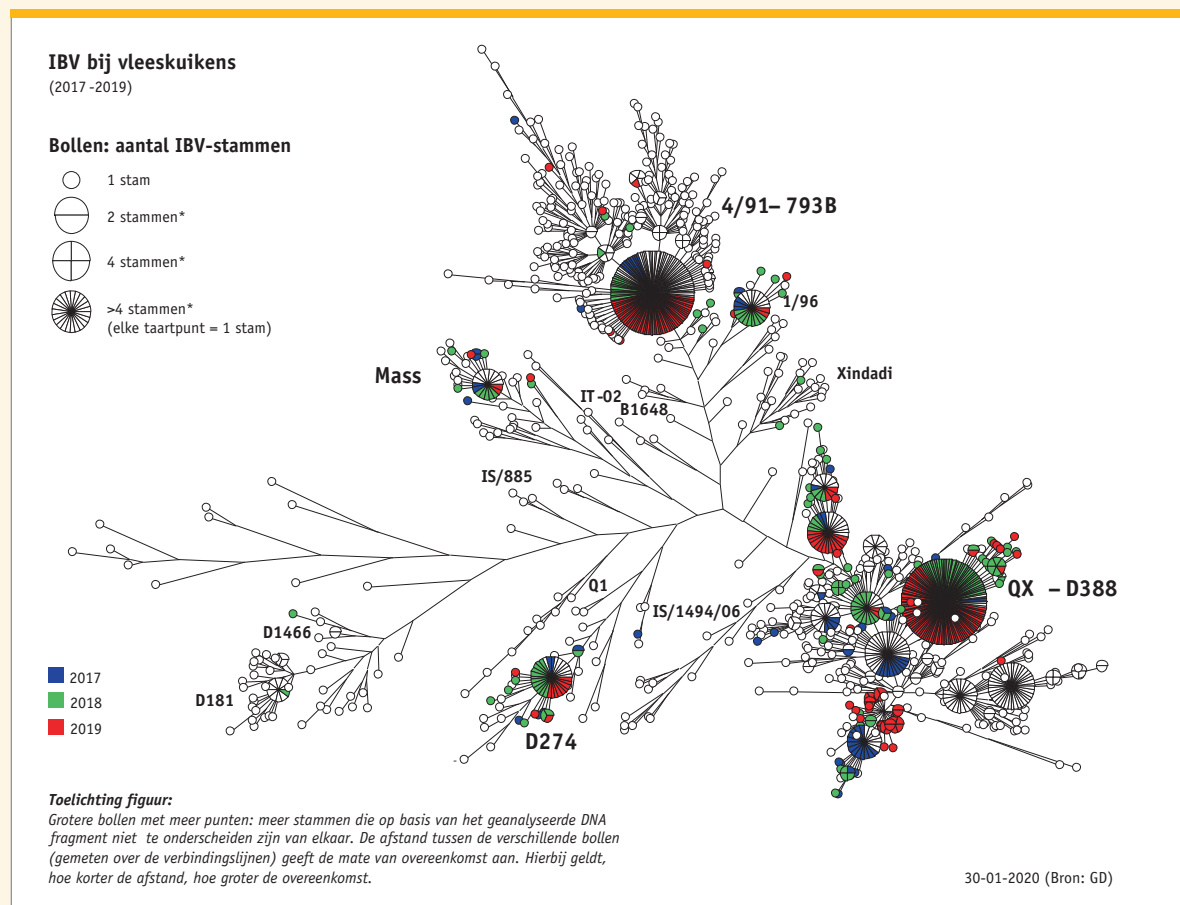 IBV bij vleeskuikens
(2017-2019)
Bollen: aantal IBV-stammen
1 stam
2 stammen*
4 stammen*
>4 stammen*
(elke taartpunt = 1 stam)
4/91– 793B
1/96
Mass
Xindadi
IT-02
B1648
IS/885
Q1
IS/1494/06
QX – D388
D1466
D181
D274
2017
2018
2019
Toelichting figuur:
Grotere bollen met meer punten: meer stammen die op basis van het geanalyseerde DNA
fragment niet te onderscheiden zijn van elkaar. De afstand tussen de verschillende bollen
(gemeten over de verbindingslijnen) geeft de mate van overeenkomst aan. Hierbij geldt,
hoe korter de afstand, hoe groter de overeenkomst.
30-01-2020 (Bron: GD)